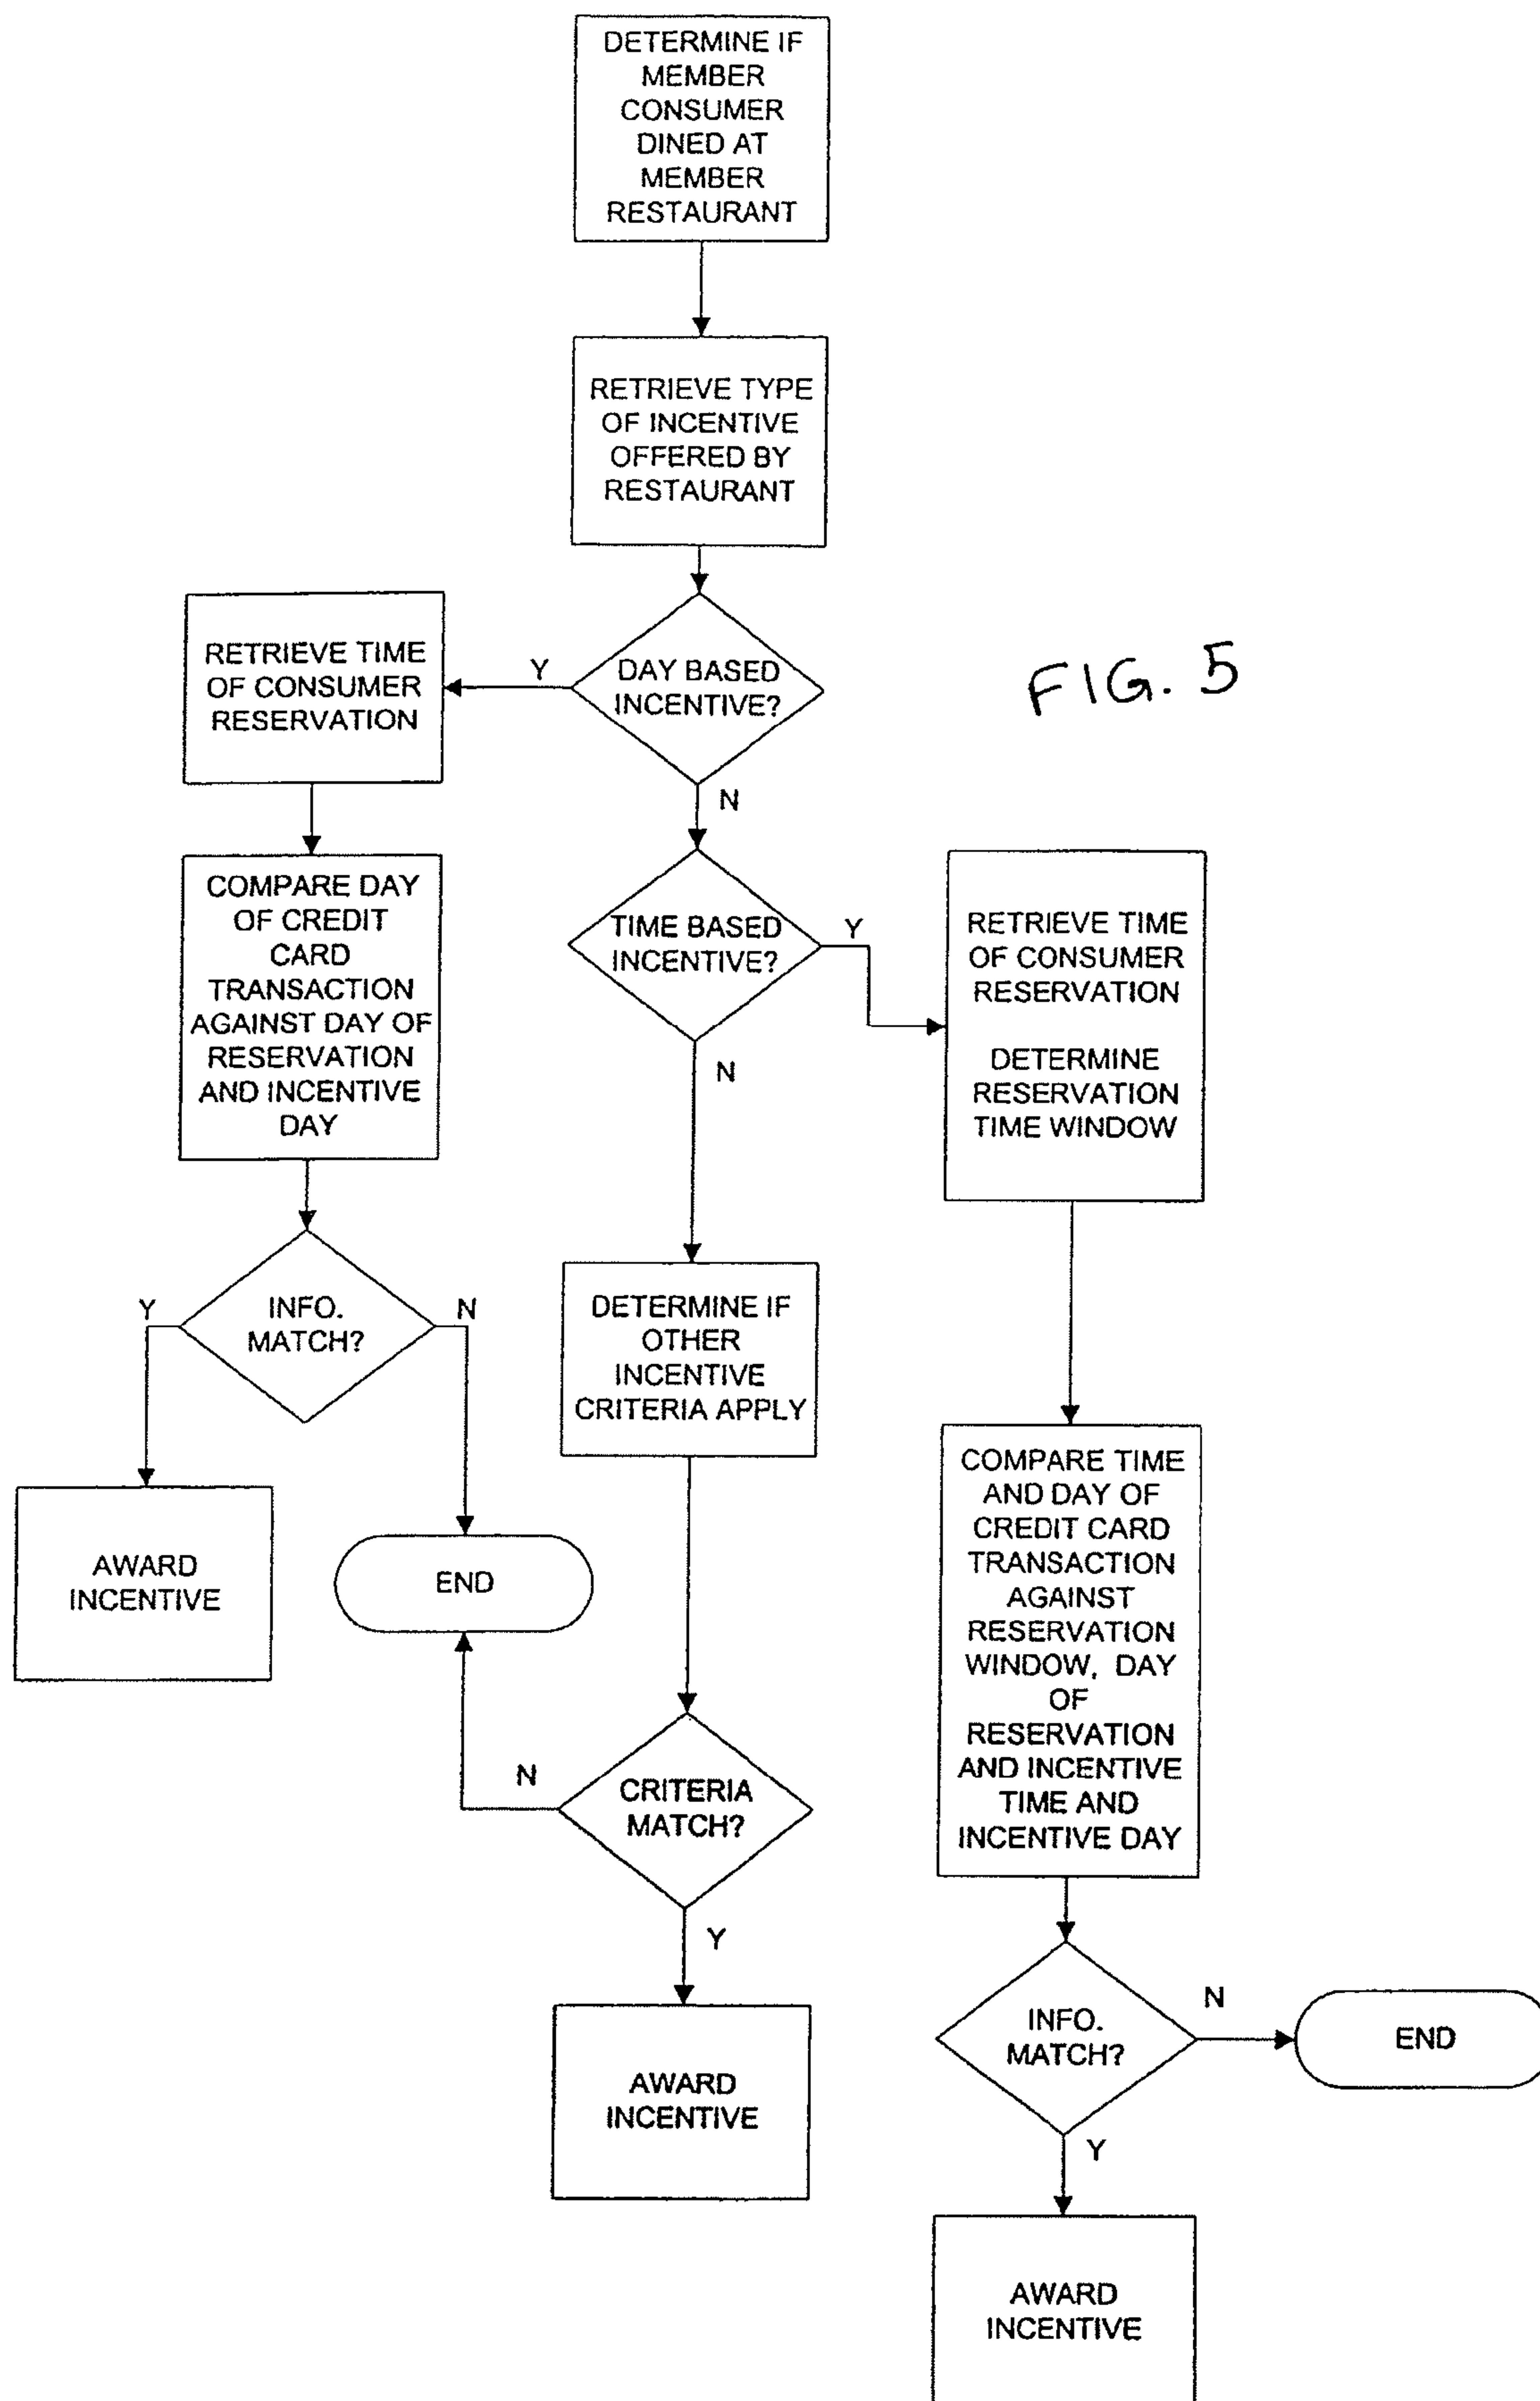 DETERMINE IF
MEMBER
CONSUMER
DINED AT
MEMBER
RESTAURANT
RETRIEVE TYPE
OF INCENTIVE
OFFERED BY
RESTAURANT
DAY BASED
INCENTIVE?
Y
N
RETRIEVE TIME
OF CONSUMER
RESERVATION
FIG. 5
COMPARE DAY
OF CREDIT
CARD
TRANSACTION
AGAINST DAY OF
RESERVATION
AND INCENTIVE
DAY
TIME BASED
INCENTIVE?
Y
N
RETRIEVE TIME
OF CONSUMER
RESERVATION
DETERMINE
RESERVATION
TIME WINDOW
INFO.
MATCH?
Y
N
AWARD
INCENTIVE
END
DETERMINE IF
OTHER
INCENTIVE
CRITERIA APPLY
CRITERIA
MATCH?
N
Y
AWARD
INCENTIVE
COMPARE TIME
AND DAY OF
CREDIT CARD
TRANSACTION
AGAINST
RESERVATION
WINDOW, DAY
OF
RESERVATION
AND INCENTIVE
TIME AND
INCENTIVE DAY
INFO.
MATCH?
N
END
Y
AWARD
INCENTIVE